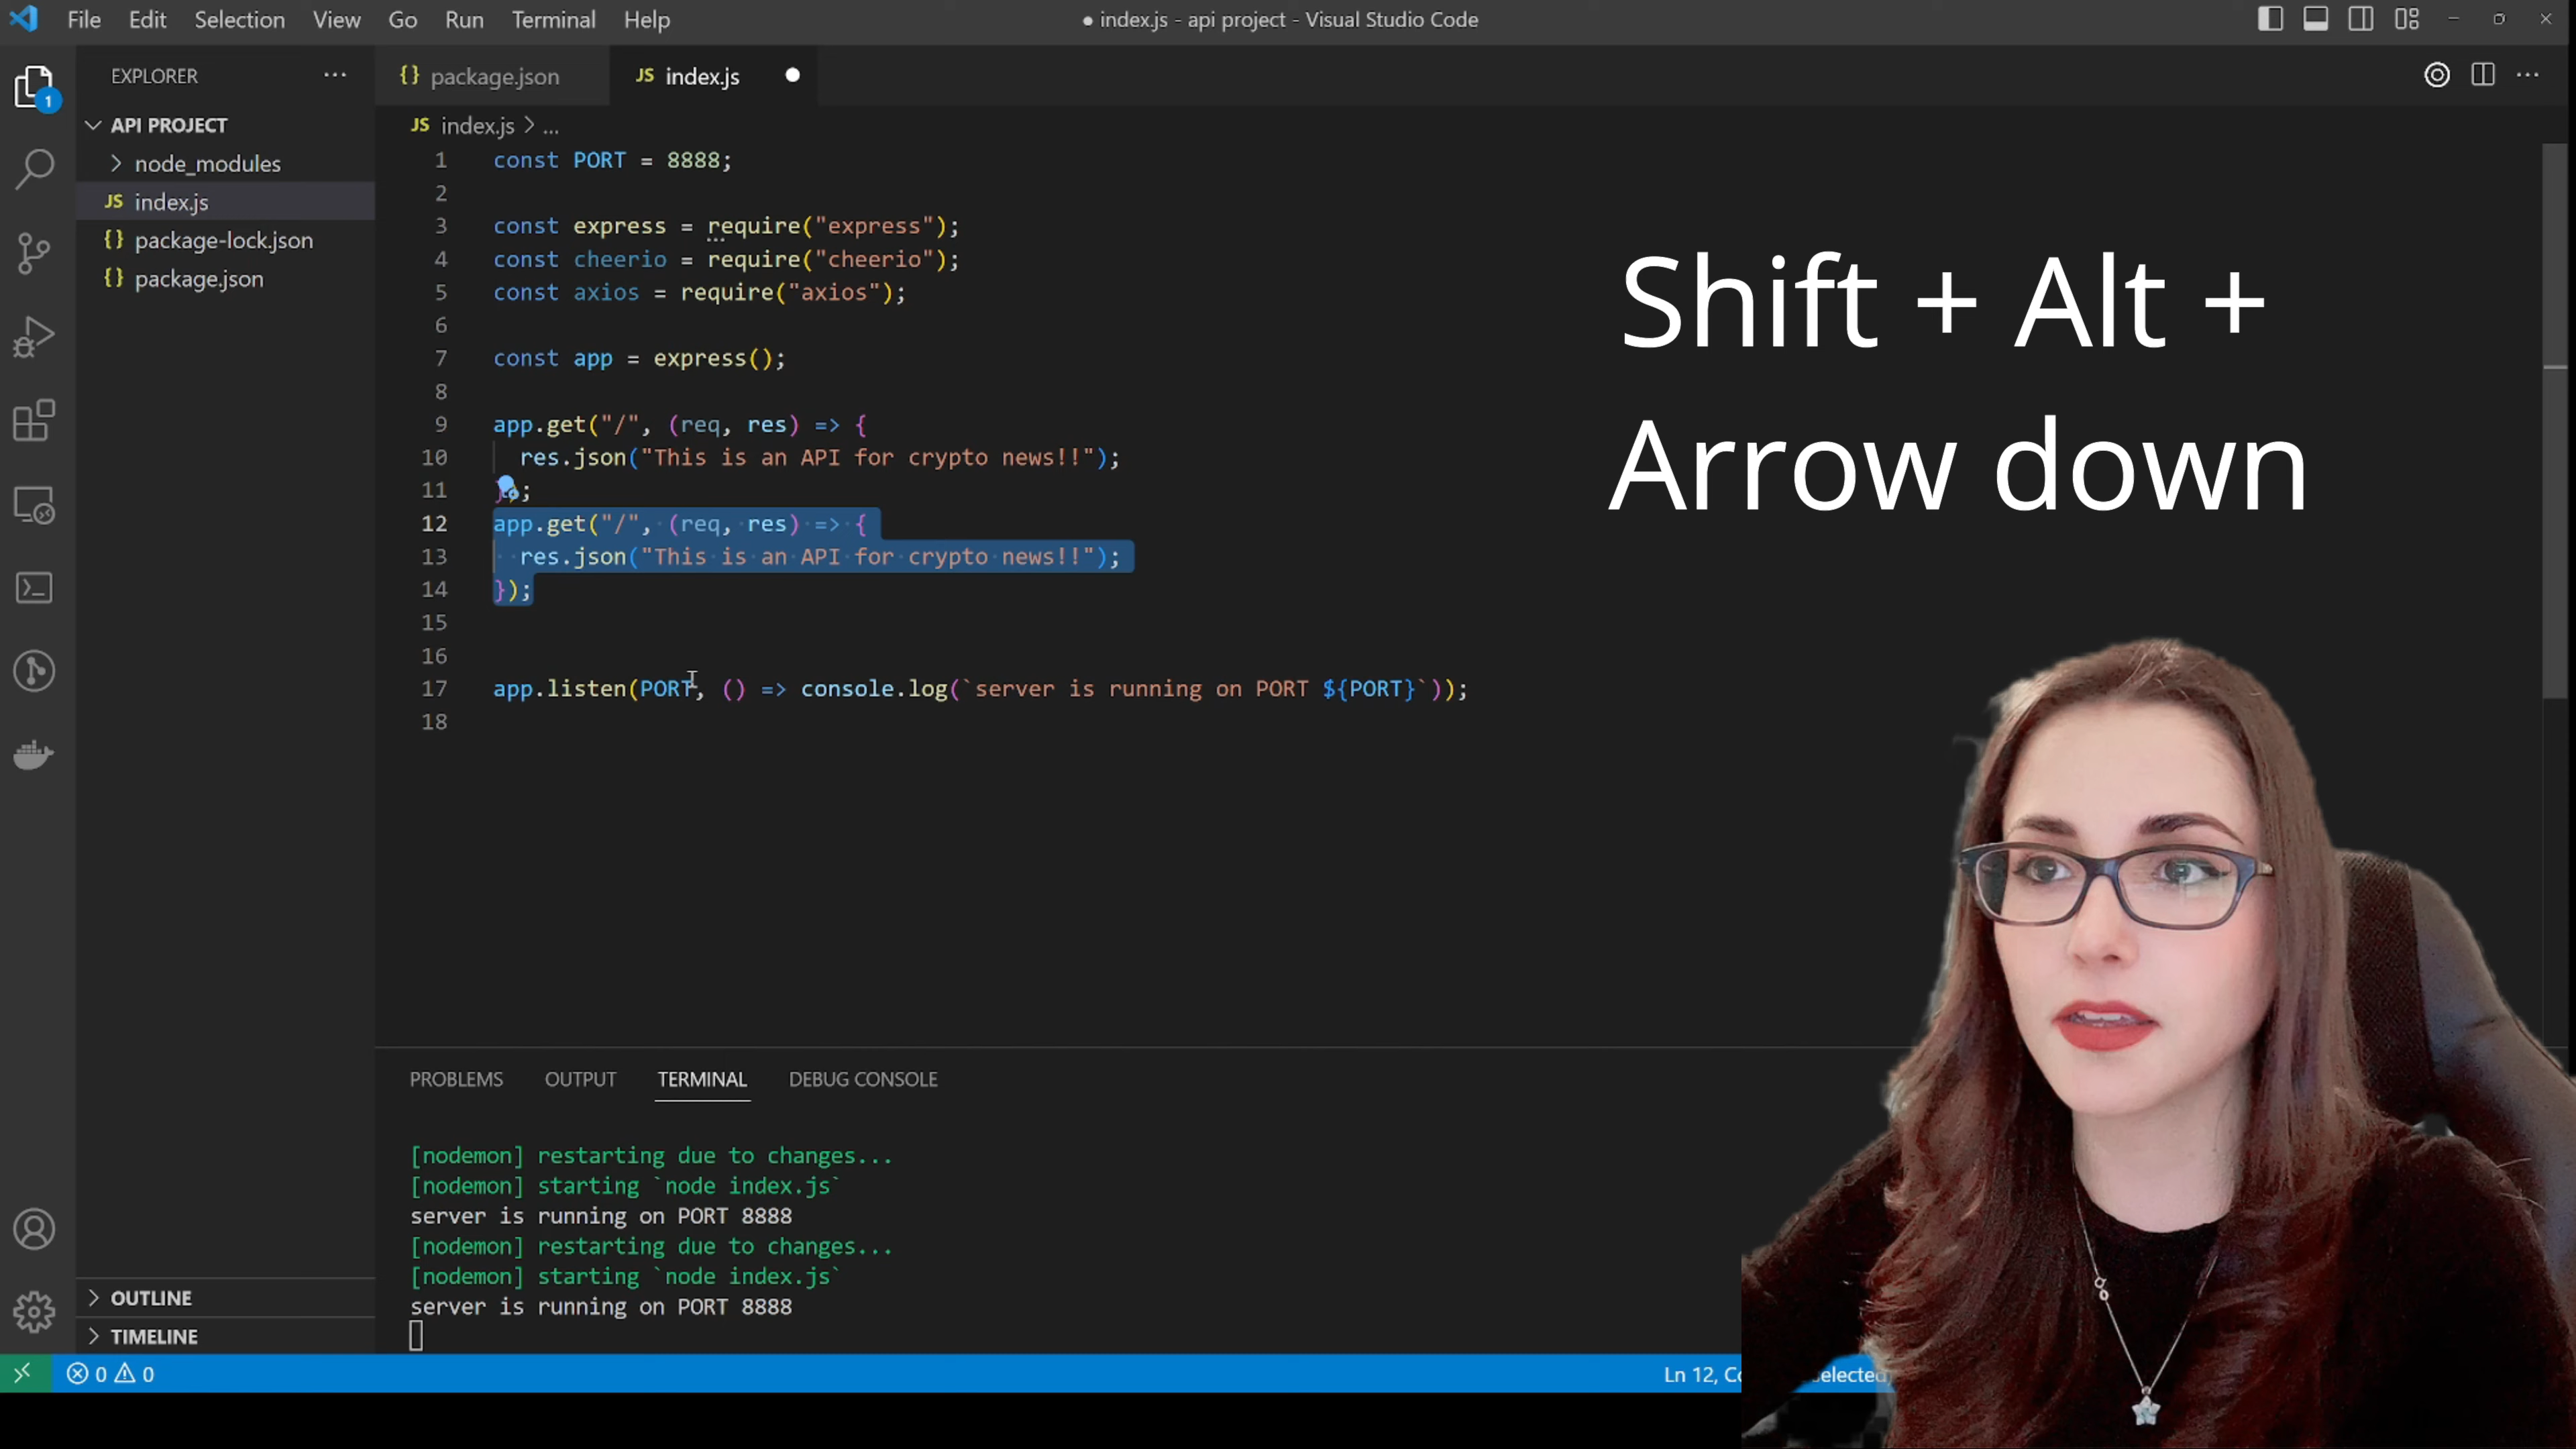 File Edit Selection View Go Run Terminal Help
● index.js - api project - Visual Studio Code
EXPLORER ...
{} package.json
JS index.js ●
1
API PROJECT
node_modules
JS index.js
{} package-lock.json
{} package.json
JS index.js > ...
1 const PORT = 8888;
2
3 const express = require("express");
4 const cheerio = require("cheerio");
5 const axios = require("axios");
6
7 const app = express();
8
9 app.get("/", (req, res) => {
10 res.json("This is an API for crypto news!!");
11 });
12 app.get("/", (req, res) => {
13 res.json("This is an API for crypto news!!");
14 });
15
16
17 app.listen(PORT, () => console.log(`server is running on PORT ${PORT}`));
18
Shift + Alt +
Arrow down
PROBLEMS OUTPUT TERMINAL DEBUG CONSOLE
[nodemon] restarting due to changes...
[nodemon] starting `node index.js`
server is running on PORT 8888
[nodemon] restarting due to changes...
[nodemon] starting `node index.js`
server is running on PORT 8888
OUTLINE
TIMELINE
0 0
Ln 12,